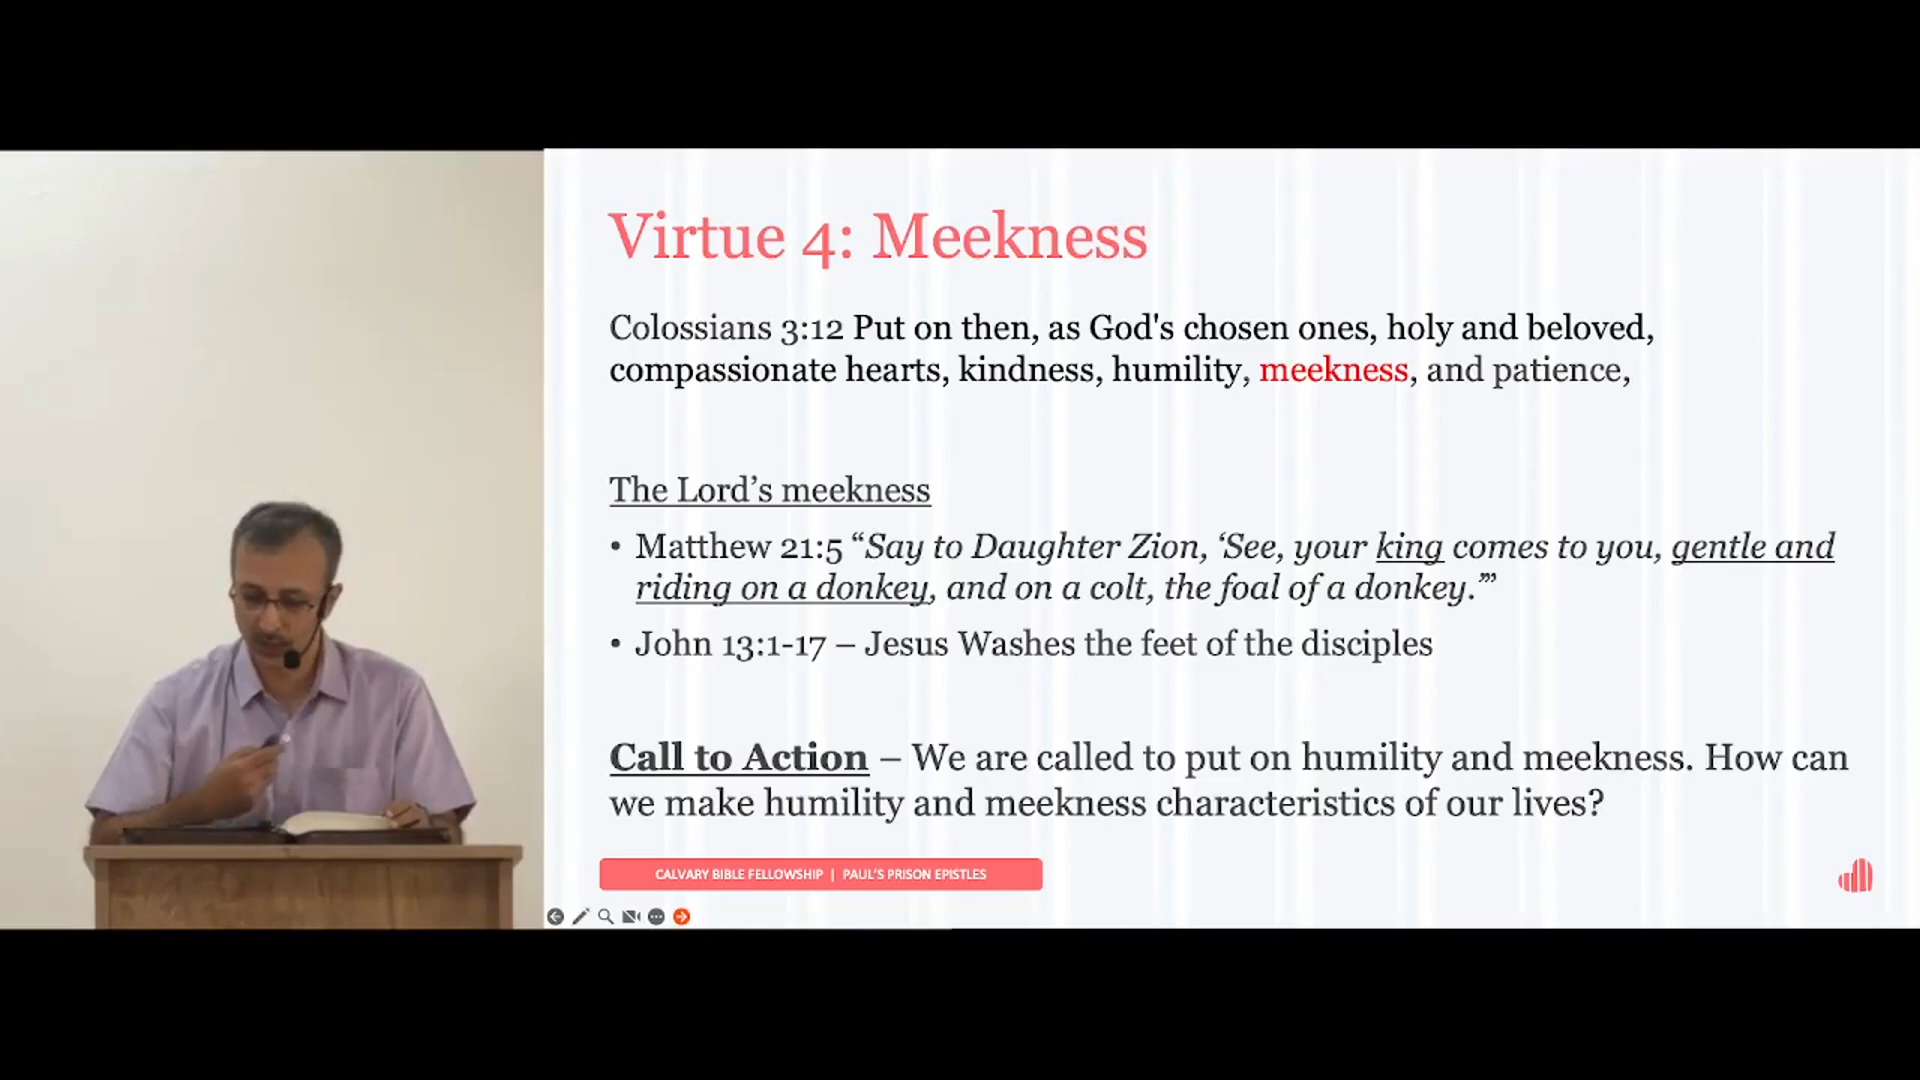 Virtue 4: Meekness
Colossians 3:12 Put on then, as God's chosen ones, holy and beloved,
compassionate hearts, kindness, humility, meekness, and patience,
The Lord’s meekness
• Matthew 21:5 “Say to Daughter Zion, ‘See, your king comes to you, gentle and
riding on a donkey, and on a colt, the foal of a donkey.’”
• John 13:1-17 – Jesus Washes the feet of the disciples
Call to Action – We are called to put on humility and meekness. How can
we make humility and meekness characteristics of our lives?
CALVARY BIBLE FELLOWSHIP | PAUL’S PRISON EPISTLES